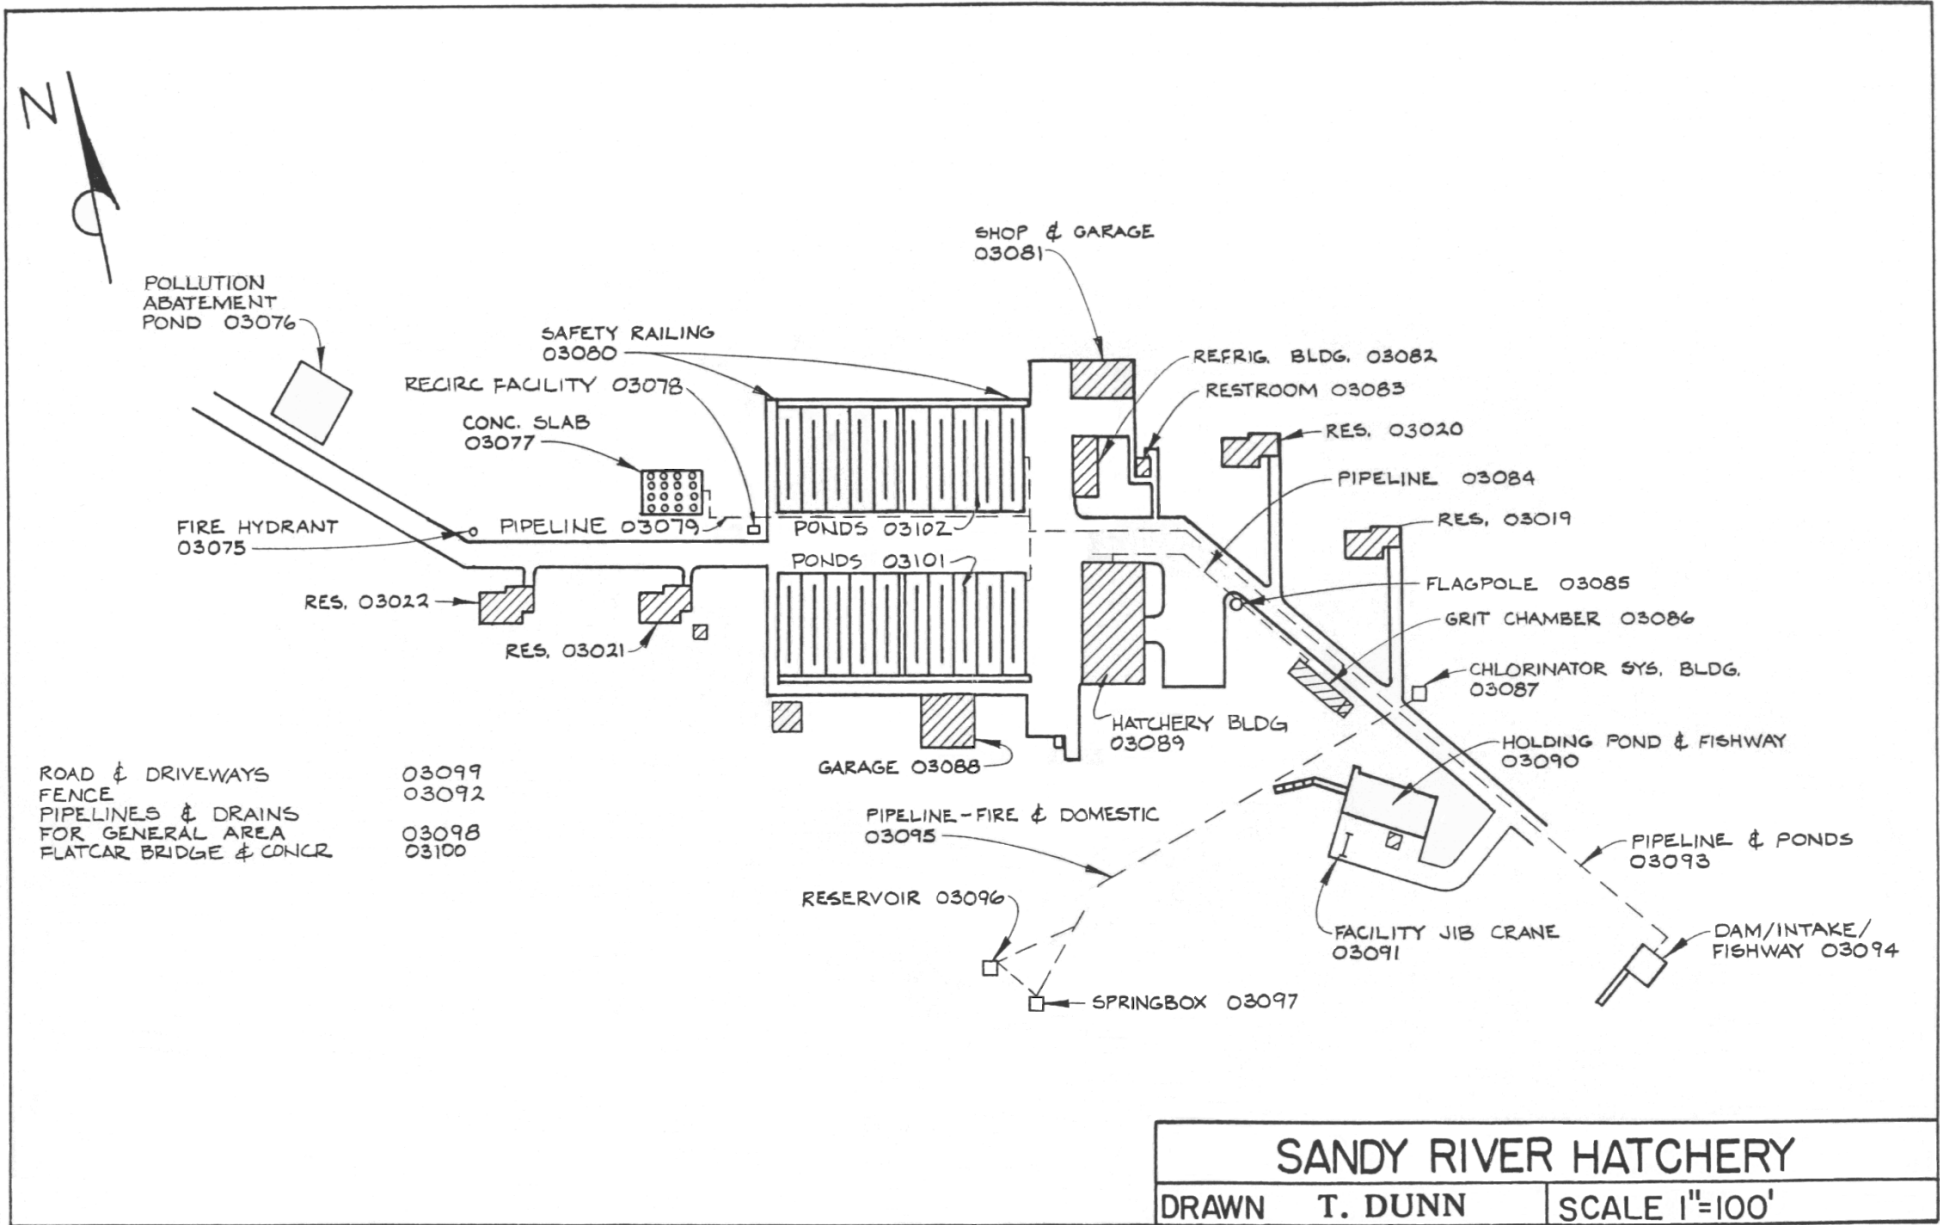 N
SHOP & GARAGE
03081
POLLUTION
ABATEMENT
POND 03076
SAFETY RAILING
03080
RECIRC FACILITY 03078
CONC. SLAB
03077
REFRIG. BLDG. 03082
RESTROOM 03083
RES. 03020
PIPELINE 03084
RES. 03019
FIRE HYDRANT
03075
PIPELINE 03079
PONDS 03102
PONDS 03101
RES. 03022
RES. 03021
FLAGPOLE 03085
GRIT CHAMBER 03086
CHLORINATOR SYS. BLDG.
03087
HATCHERY BLDG
03089
GARAGE 03088
HOLDING POND & FISHWAY
03090
ROAD & DRIVEWAYS 03099
FENCE 03092
PIPELINES & DRAINS
FOR GENERAL AREA 03098
FLATCAR BRIDGE & CONCR 03100
PIPELINE-FIRE & DOMESTIC
03095
RESERVOIR 03096
SPRINGBOX 03097
PIPELINE & PONDS
03093
FACILITY JIB CRANE
03091
DAM/INTAKE/
FISHWAY 03094
SANDY RIVER HATCHERY
DRAWN T. DUNN
SCALE 1"=100'